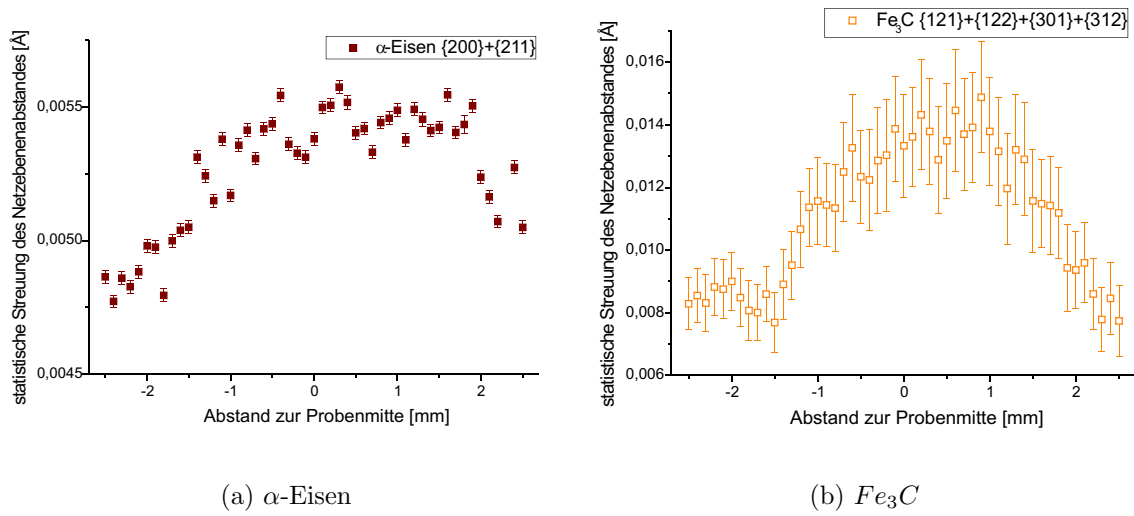 statistische Streuung des Netzebenenabstandes [Å]
α-Eisen {200}+{211}
0,0055
0,0050
0,0045
-2
-1
0
1
2
Abstand zur Probenmitte [mm]
(a) α-Eisen
statistische Streuung des Netzebenenabstandes [Å]
Fe₃C {121}+{122}+{301}+{312}
0,016
0,014
0,012
0,010
0,008
0,006
-2
-1
0
1
2
Abstand zur Probenmitte [mm]
(b) Fe₃C